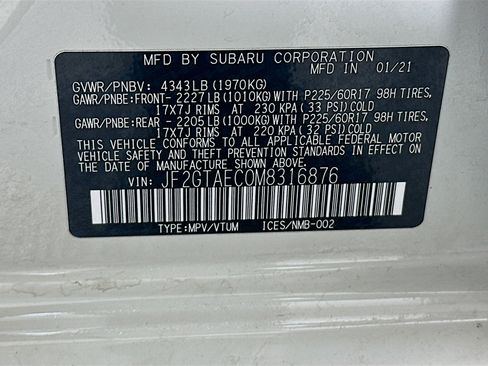 MFD BY SUBARU CORPORATION
MFD IN 01/21
GVWR/PNBV: 4343LB (1970KG)
GAWR/PNBE:FRONT- 2227LB(1010KG)WITH P225/60R17 98H TIRES,
17X7J RIMS AT 230 KPA(33 PSI)COLD
GAWR/PNBE:REAR - 2205LB(1000KG)WITH P225/60R17 98H TIRES,
17X7J RIMS AT 220 KPA(32 PSI)COLD
THIS VEHICLE CONFORMS TO ALL APPLICABLE FEDERAL MOTOR
VEHICLE SAFETY AND THEFT PREVENTION STANDARDS IN EFFECT ON THE
DATE OF MANUFACTURE SHOWN ABOVE.
VIN: JF2GTAEC0M8316876
TYPE:MPV/VTUM ICES/NMB-002